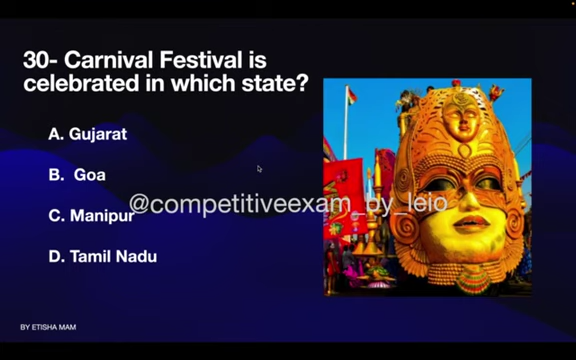 30- Carnival Festival is
celebrated in which state?
A. Gujarat
B. Goa
@competitiveexam_by_leio
C. Manipur
D. Tamil Nadu
BY ETISHA MAM